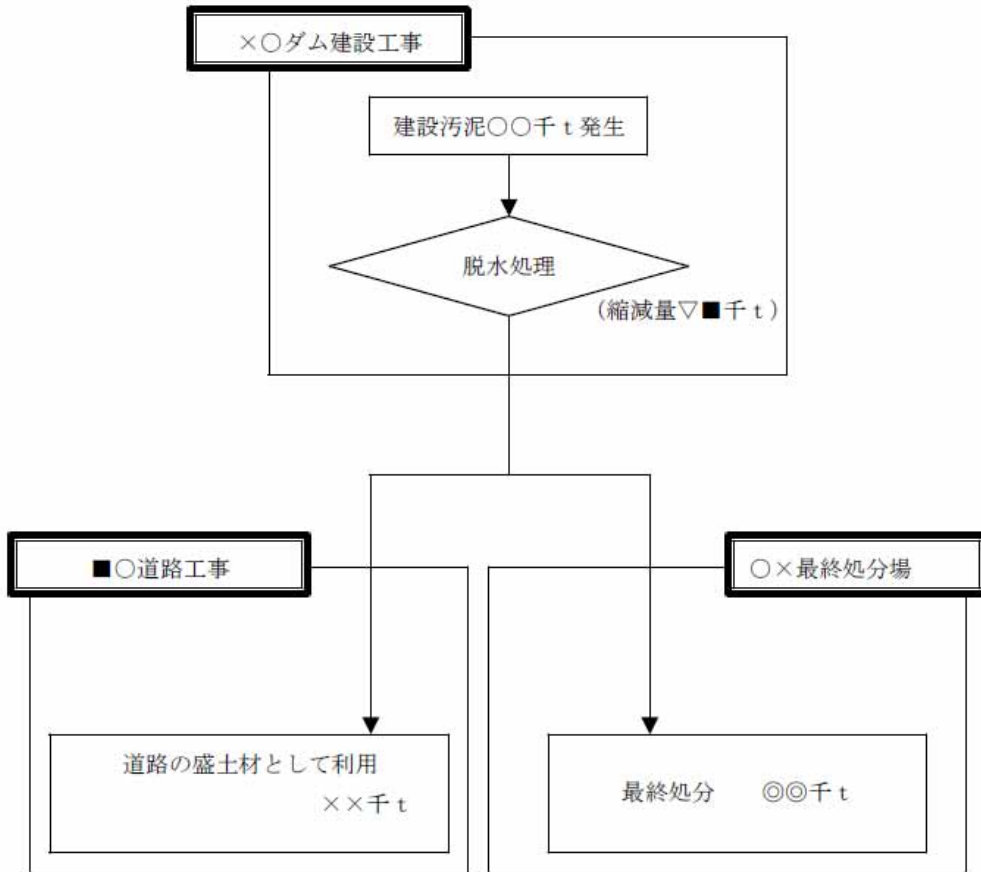 ×○ダム建設工事
建設汚泥○○千ｔ発生
脱水処理
（縮減量▽■千ｔ）
■○道路工事
○×最終処分場
道路の盛土材として利用
××千ｔ
最終処分　　◎◎千ｔ